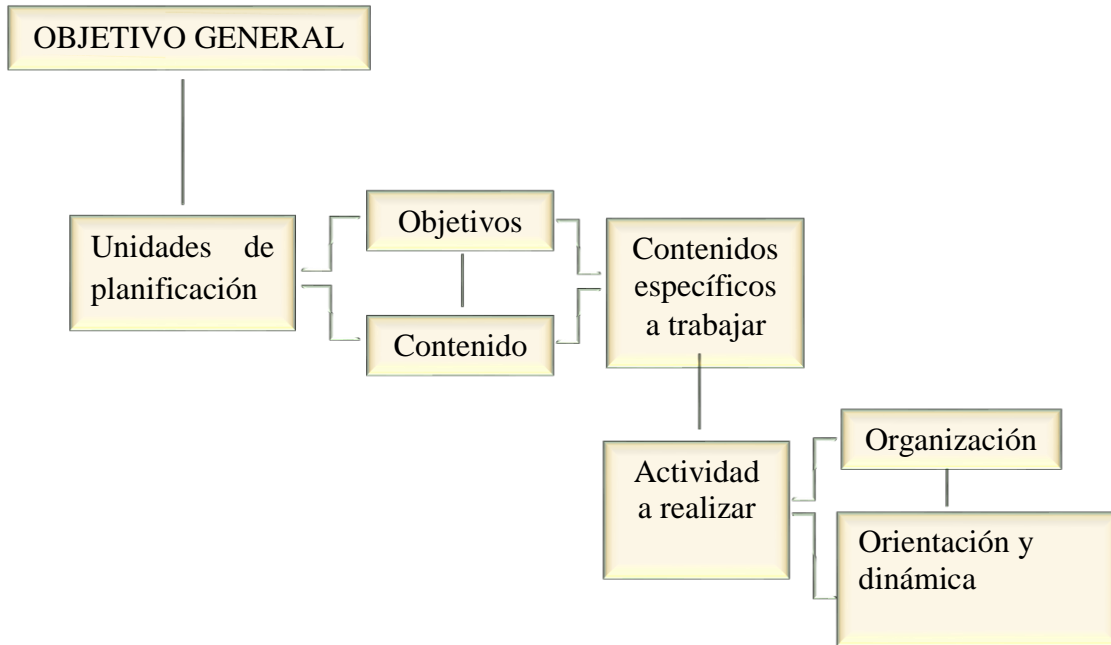 OBJETIVO GENERAL
Unidades de
planificación
Objetivos
Contenido
Contenidos
específicos
a trabajar
Actividad
a realizar
Organización
Orientación y
dinámica